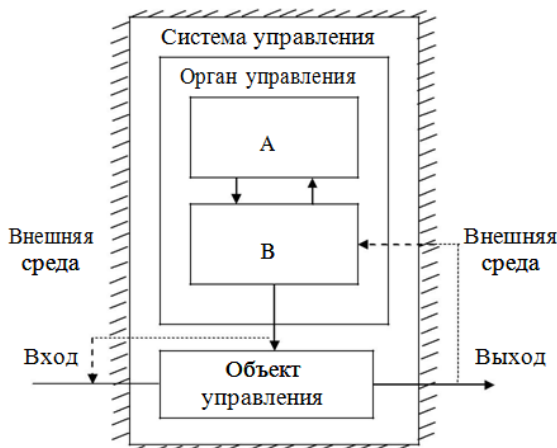 Система управления
Орган управления
A
B
Внешняя
среда
Внешняя
среда
Вход
Объект
управления
Выход